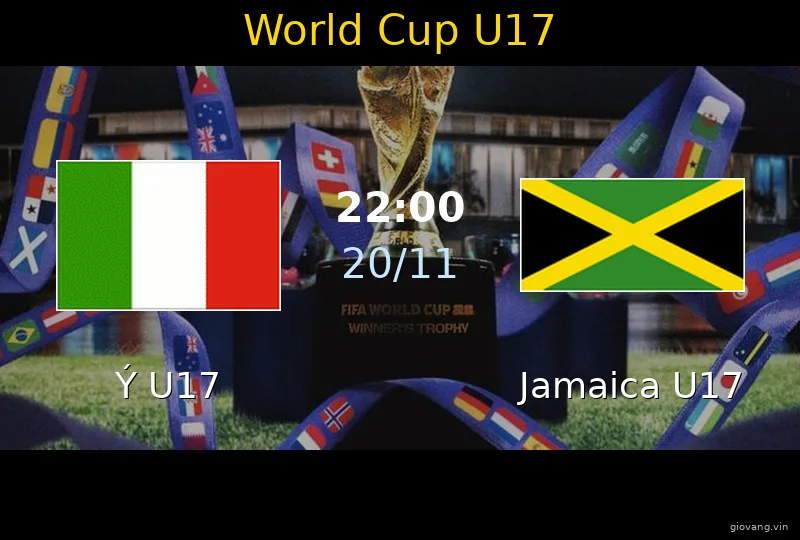 World Cup U17
22:00
20/11
FIFA WORLD CUP
WINNER'S TROPHY
Ý U17
Jamaica U17
giovang.vin